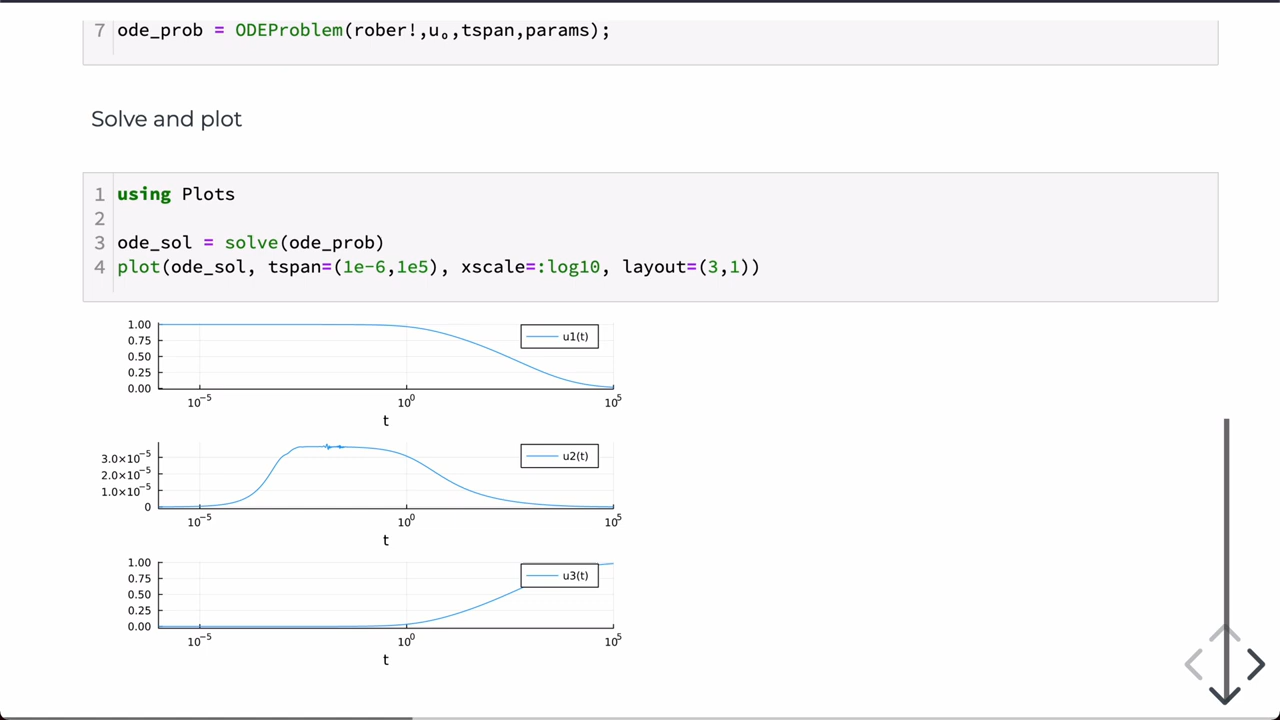 7 ode_prob = ODEProblem(rober!,u₀,tspan,params);
Solve and plot
1 using Plots
2
3 ode_sol = solve(ode_prob)
4 plot(ode_sol, tspan=(1e-6,1e5), xscale=:log10, layout=(3,1))
1.00
0.75
0.50
0.25
0.00
u1(t)
10⁻⁵ 10⁰ 10⁵
t
3.0×10⁻⁵
2.0×10⁻⁵
1.0×10⁻⁵
0
u2(t)
10⁻⁵ 10⁰ 10⁵
t
1.00
0.75
0.50
0.25
0.00
u3(t)
10⁻⁵ 10⁰ 10⁵
t